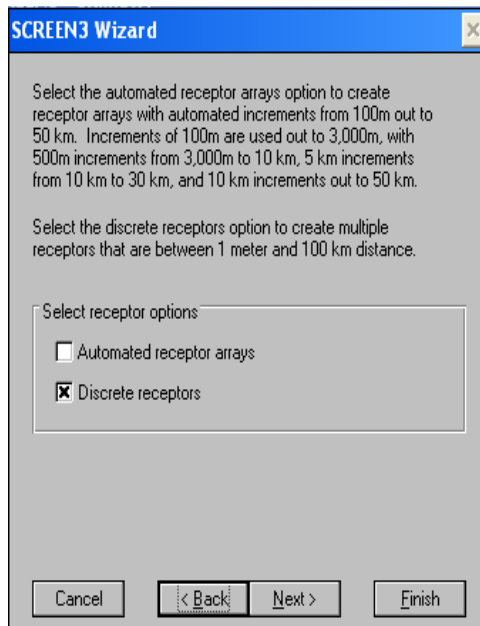 SCREEN3 Wizard
Select the automated receptor arrays option to create
receptor arrays with automated increments from 100m out to
50 km. Increments of 100m are used out to 3,000m, with
500m increments from 3,000m to 10 km, 5 km increments
from 10 km to 30 km, and 10 km increments out to 50 km.
Select the discrete receptors option to create multiple
receptors that are between 1 meter and 100 km distance.
Select receptor options
Automated receptor arrays
Discrete receptors
Cancel
< Back
Next >
Finish